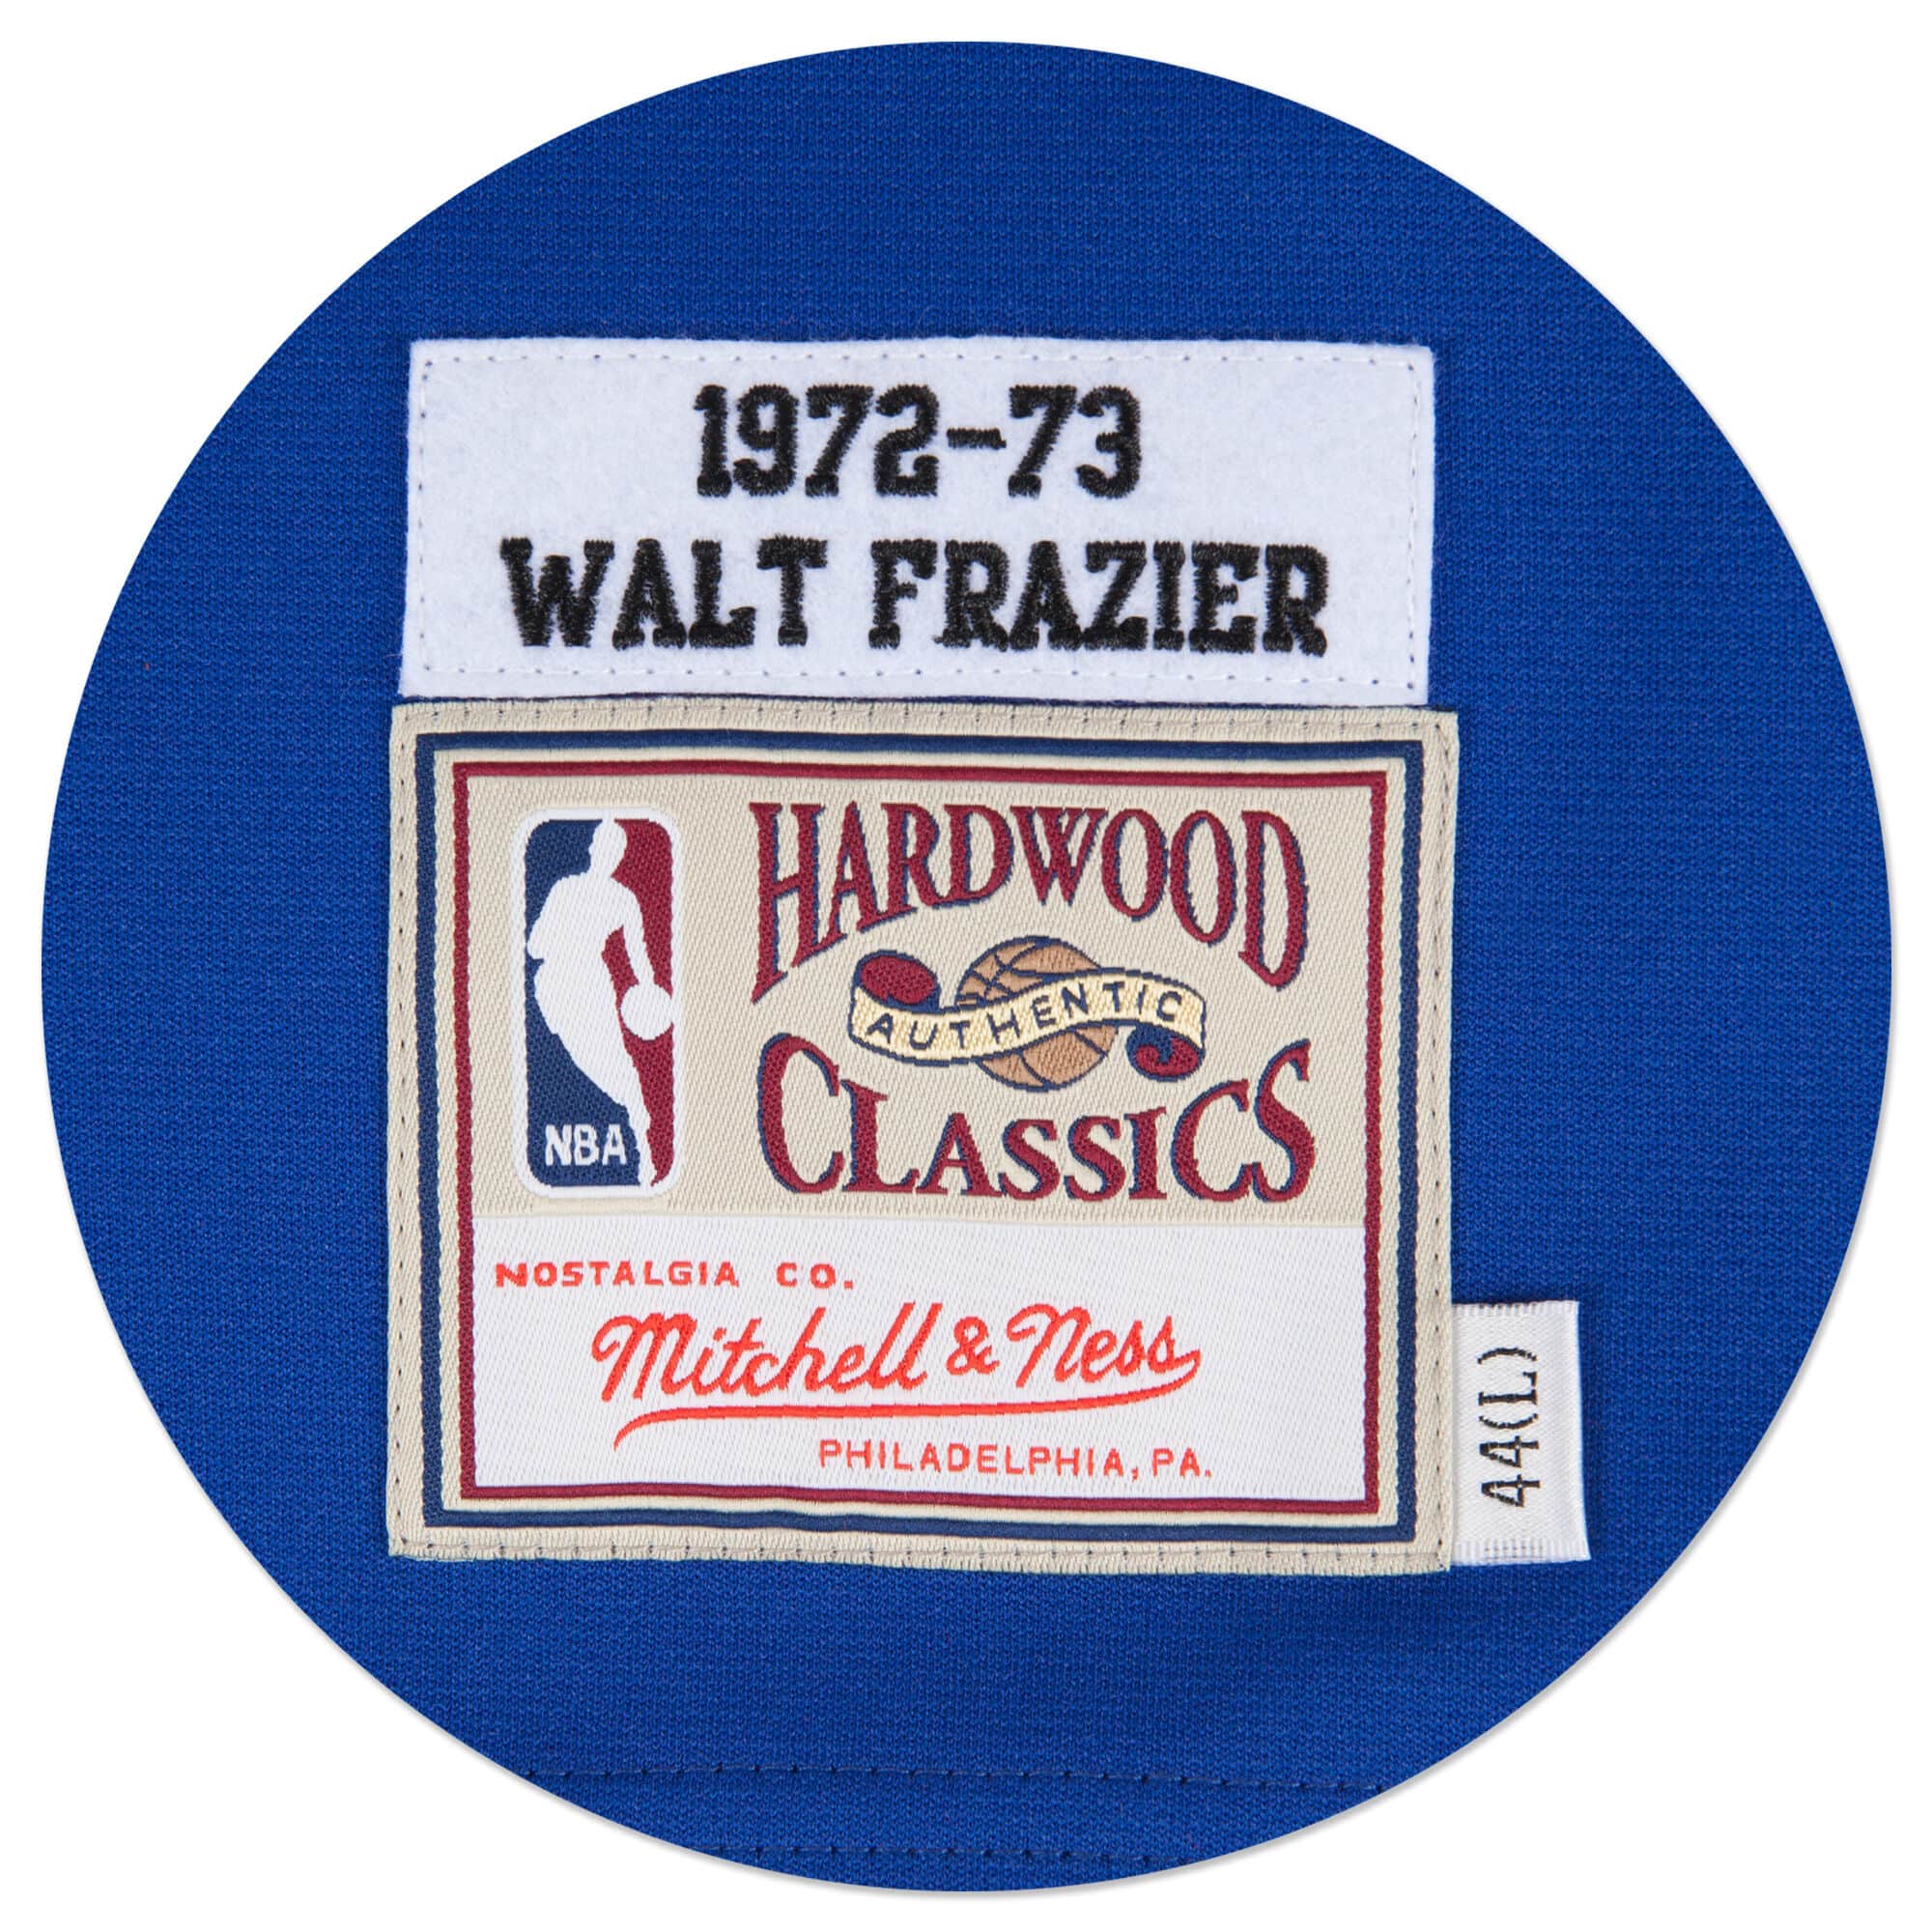 1972-73
WALT FRAZIER
HARDWOOD
AUTHENTIC
CLASSICS
NBA
NOSTALGIA CO.
Mitchell & Ness
PHILADELPHIA, PA.
44(L)